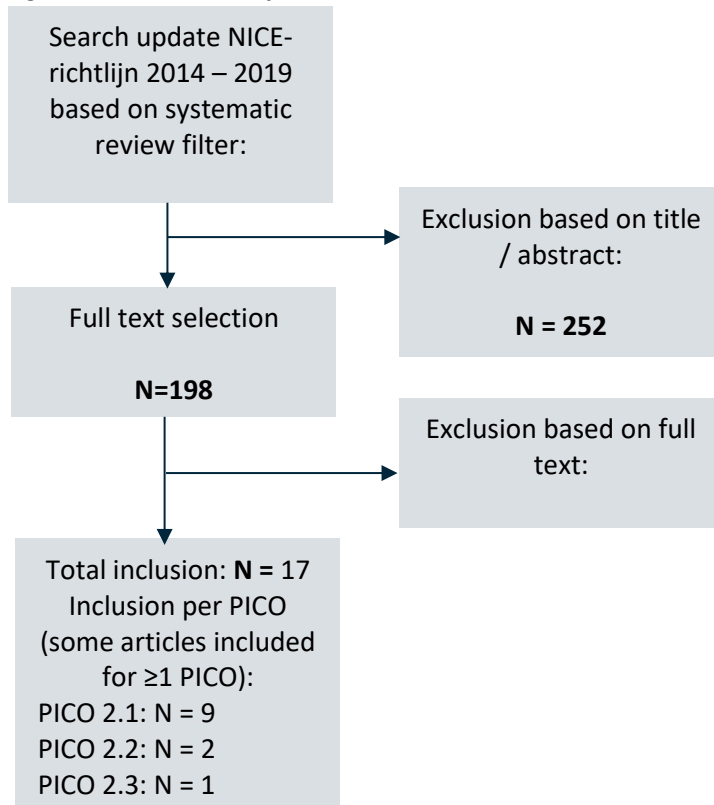 Search update NICE-
richtlijn 2014 – 2019
based on systematic
review filter:
Exclusion based on title
/ abstract:
N = 252
Full text selection
N=198
Exclusion based on full
text:
Total inclusion: N = 17
Inclusion per PICO
(some articles included
for ≥1 PICO):
PICO 2.1: N = 9
PICO 2.2: N = 2
PICO 2.3: N = 1